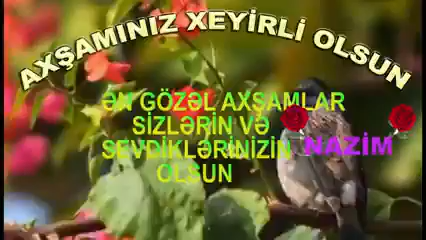 AXŞAMINIZ XEYİRLİ OLSUN
ƏN GÖZƏL AXŞAMLAR
SİZLƏRİN VƏ
SEVDİKLƏRİNİZİN
OLSUN
NAZİM